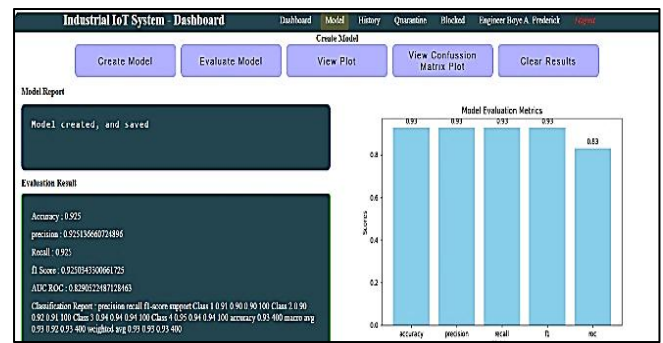 Industrial IoT System - Dashboard
Dashboard Model History Quarantine Blocked Engineer Boye A. Frederick Logout
Create Model
Create Model
Evaluate Model
View Plot
View Confussion
Matrix Plot
Clear Results
Model Report
Model created, and saved
Evaluation Result
Accuracy : 0.925
precision : 0.925136660724896
Recall : 0.925
f1 Score : 0.9250343300661725
AUC ROC : 0.8290522487128463
Classification Report : precision recall f1-score support Class 1 0.91 0.90 0.90 100 Class 2 0.90
0.92 0.91 100 Class 3 0.94 0.94 0.94 100 Class 4 0.95 0.94 0.94 100 accuracy 0.93 400 macro avg
0.93 0.92 0.93 400 weighted avg 0.93 0.93 0.93 400
Model Evaluation Metrics
0.93 0.93 0.93 0.93
0.83
0.8
0.6
0.4
0.2
0.0
Scores
accuracy precision recall f1 roc